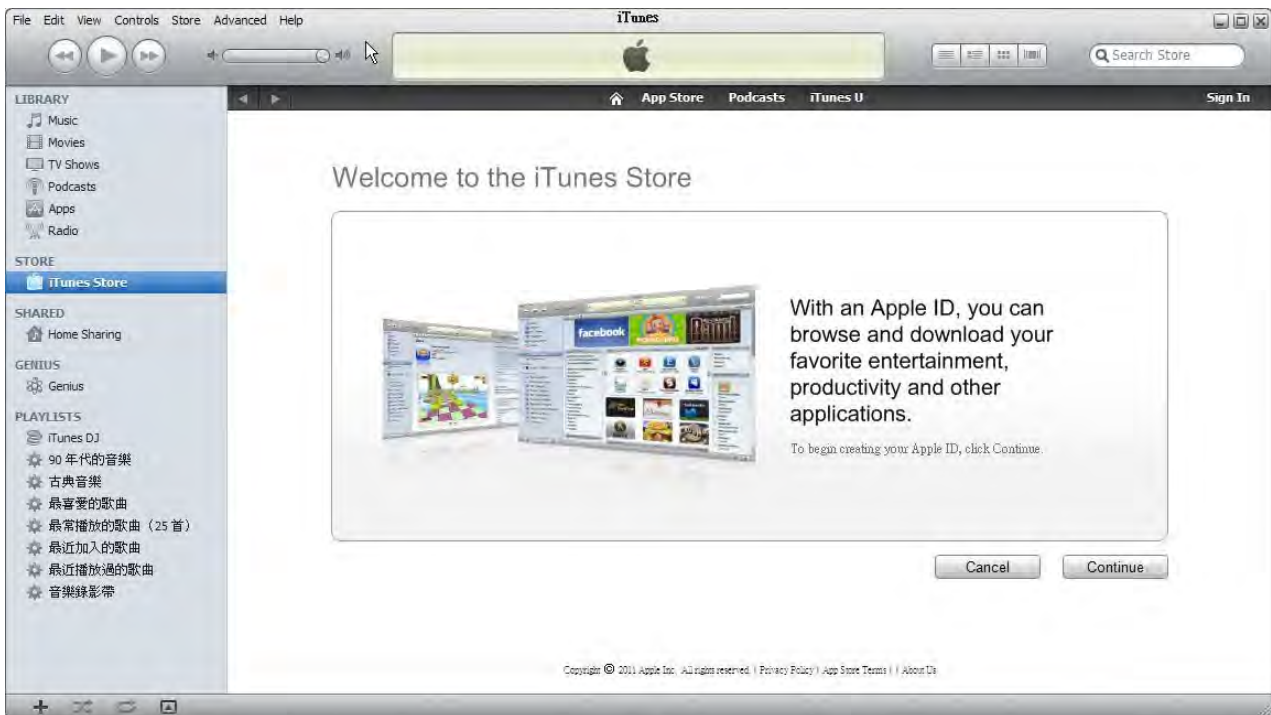 iTunes
File Edit View Controls Store Advanced Help
Search Store
App Store Podcasts iTunes U Sign In
LIBRARY
Music
Movies
TV Shows
Podcasts
Apps
Radio
STORE
iTunes Store
SHARED
Home Sharing
GENIUS
Genius
PLAYLISTS
iTunes DJ
90 年代的音樂
古典音樂
最喜愛的歌曲
最常播放的歌曲（25 首）
最近加入的歌曲
最近播放過的歌曲
音樂錄影帶
Welcome to the iTunes Store
facebook
With an Apple ID, you can
browse and download your
favorite entertainment,
productivity and other
applications.
To begin creating your Apple ID, click Continue.
Cancel Continue
Copyright © 2011 Apple Inc. All rights reserved. | Privacy Policy | App Store Terms | | About Us